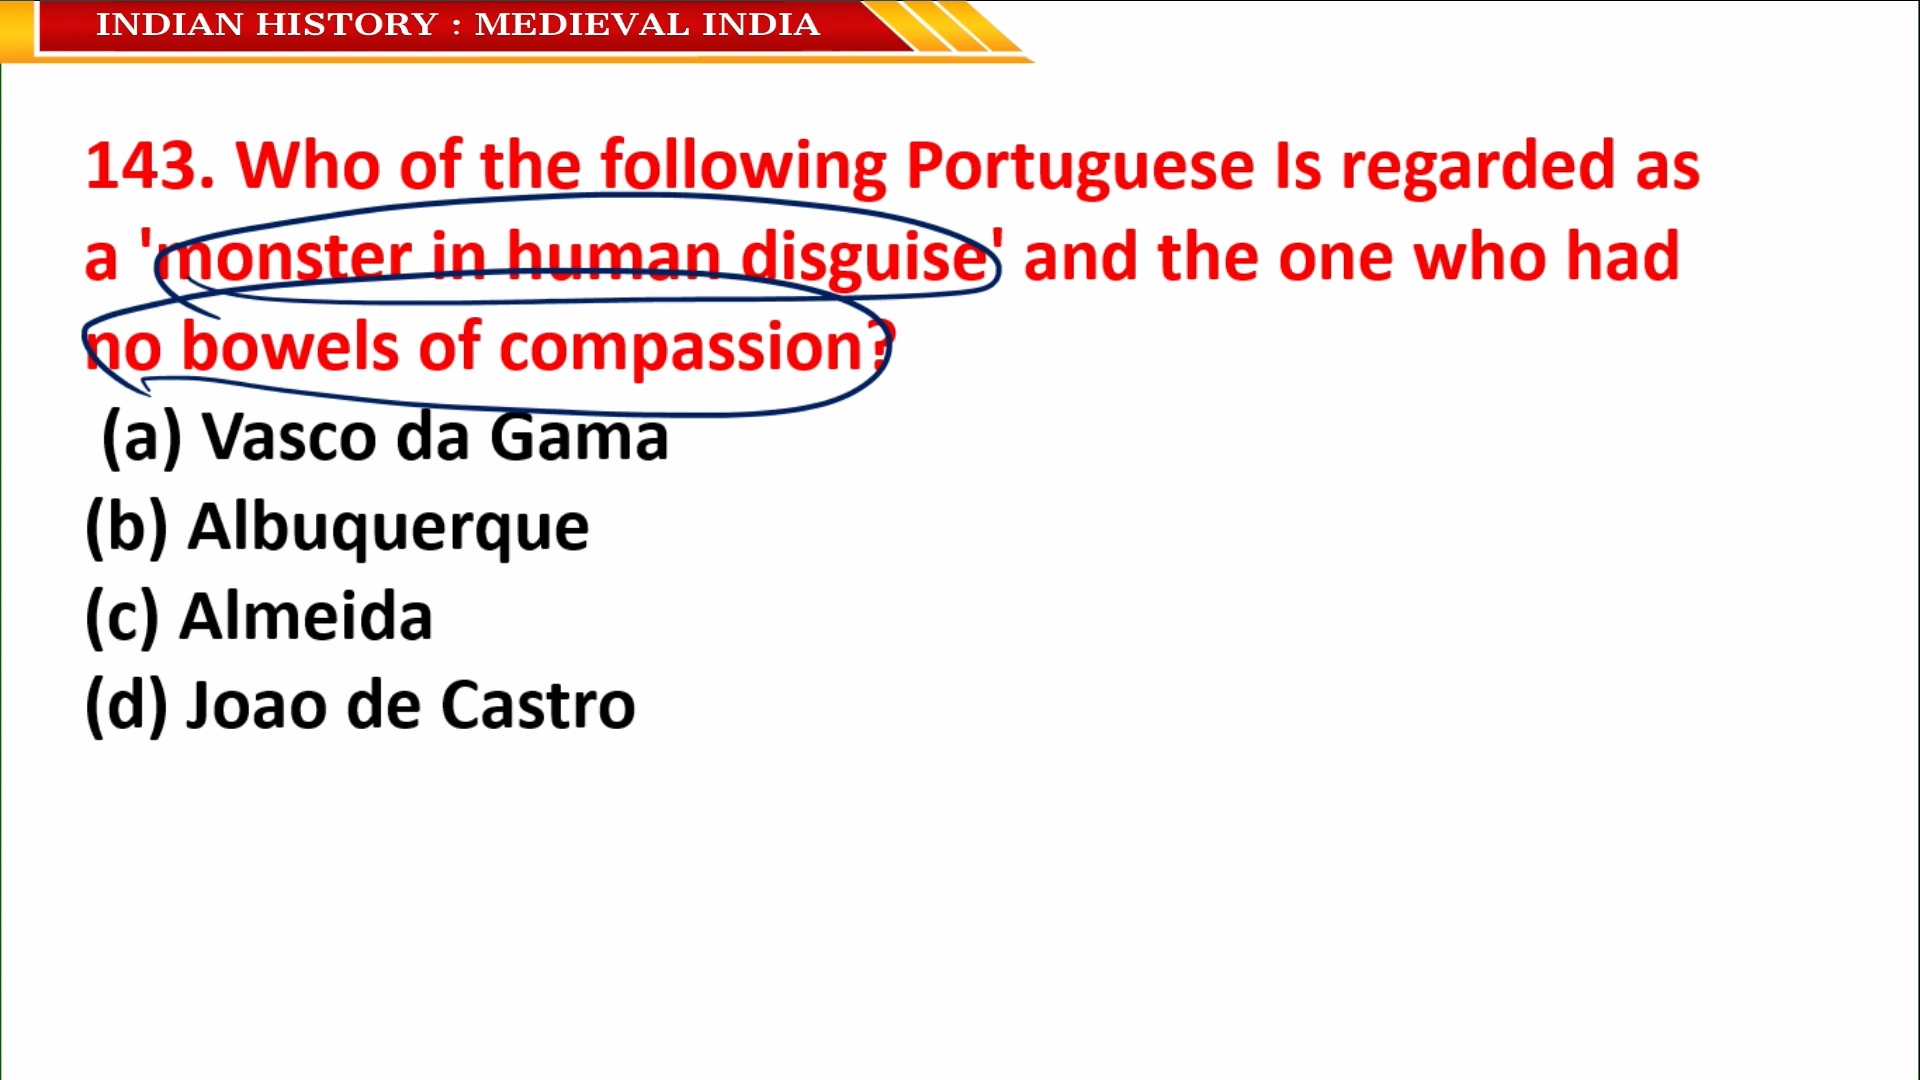 INDIAN HISTORY : MEDIEVAL INDIA
143. Who of the following Portuguese Is regarded as
a 'monster in human disguise' and the one who had
no bowels of compassion?
(a) Vasco da Gama
(b) Albuquerque
(c) Almeida
(d) Joao de Castro